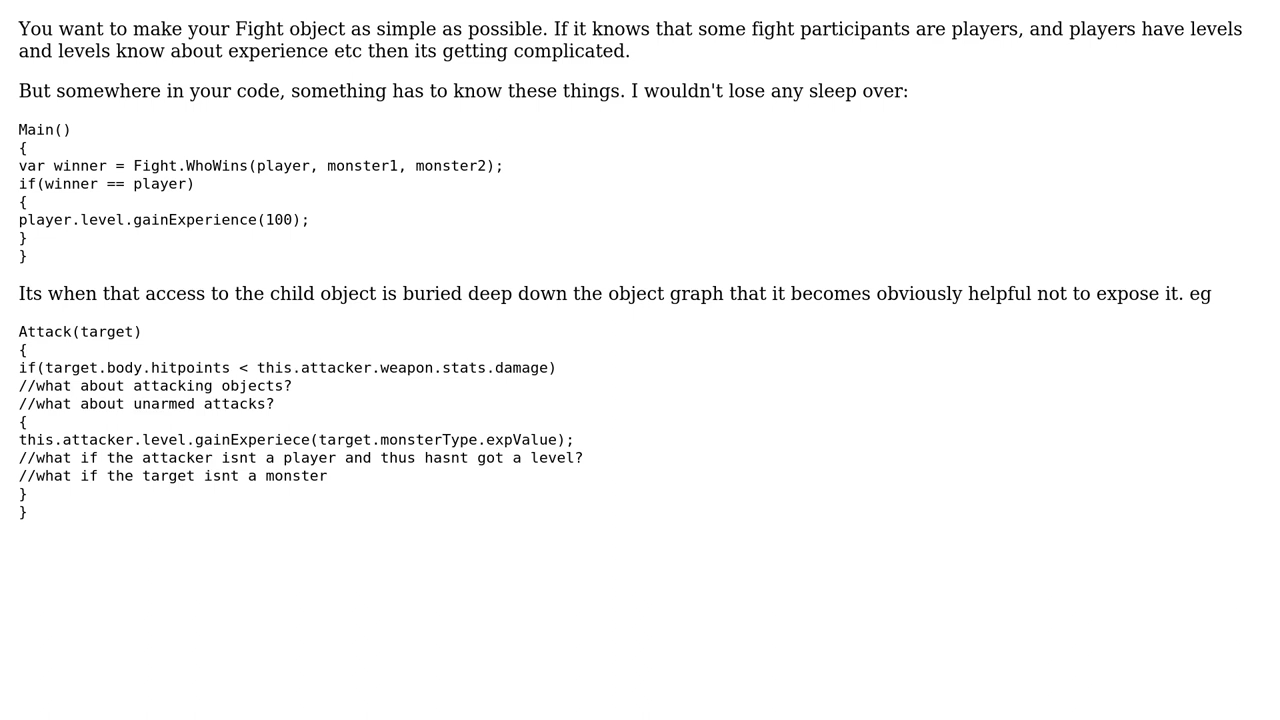 You want to make your Fight object as simple as possible. If it knows that some fight participants are players, and players have levels
and levels know about experience etc then its getting complicated.
But somewhere in your code, something has to know these things. I wouldn't lose any sleep over:
Main()
{
var winner = Fight.WhoWins(player, monster1, monster2);
if(winner == player)
{
player.level.gainExperience(100);
}
}
Its when that access to the child object is buried deep down the object graph that it becomes obviously helpful not to expose it. eg
Attack(target)
{
if(target.body.hitpoints < this.attacker.weapon.stats.damage)
//what about attacking objects?
//what about unarmed attacks?
{
this.attacker.level.gainExperiece(target.monsterType.expValue);
//what if the attacker isnt a player and thus hasnt got a level?
//what if the target isnt a monster
}
}